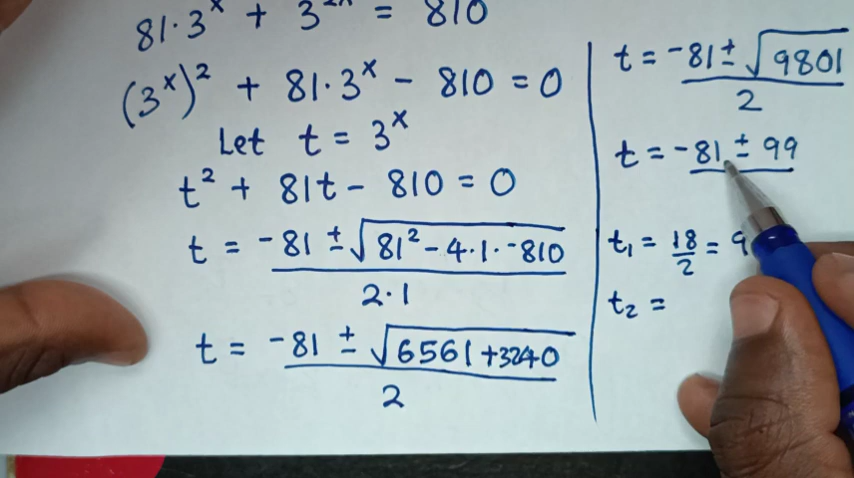 81·3ˣ + 3²ˣ = 810
(3ˣ)² + 81·3ˣ - 810 = 0
Let t = 3ˣ
t² + 81t - 810 = 0
t = -81 ± √81² - 4·1·-810
2·1
t = -81 ± √6561+3240
2
t = -81 ± √9801
2
t = -81 ± 99
t₁ = 18/2 = 9
t₂ =